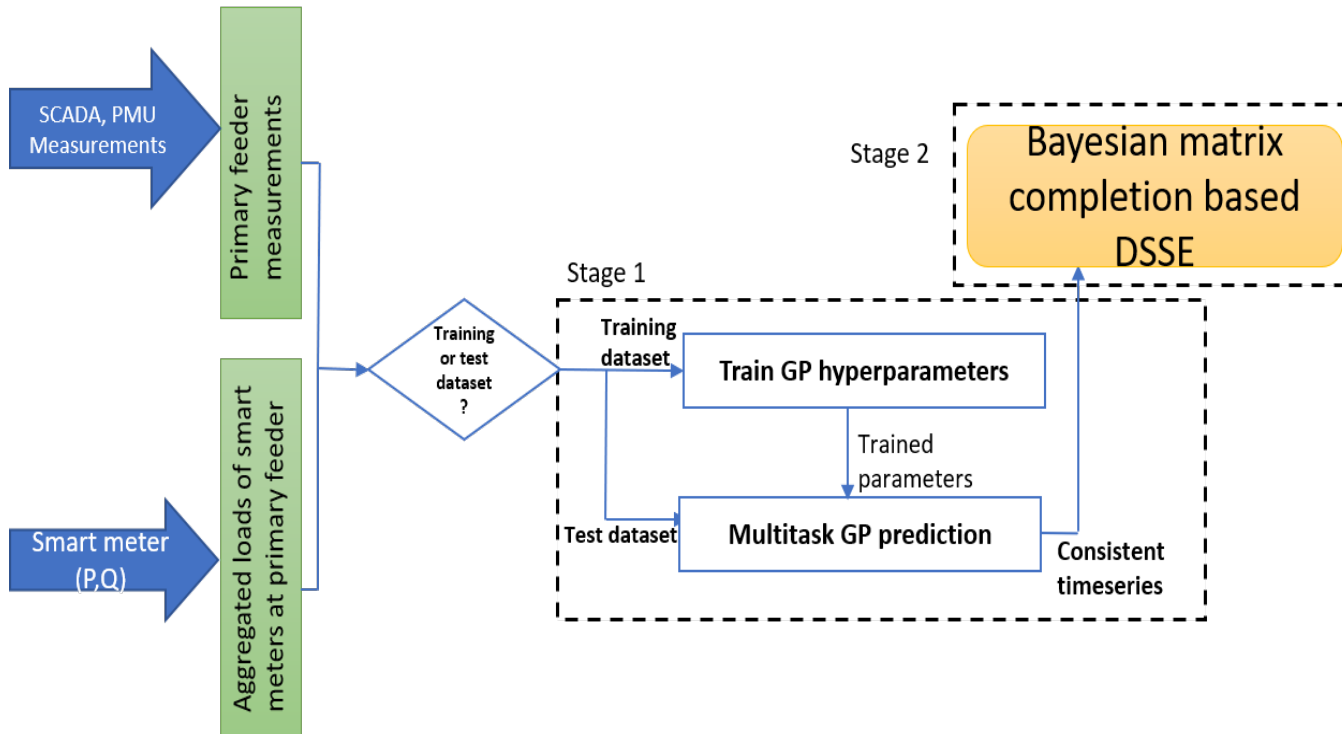 SCADA, PMU
Measurements
Primary feeder
measurements
Smart meter
(P,Q)
Aggregated loads of smart
meters at primary feeder
Training
or test
dataset
?
Stage 1
Training
dataset
Train GP hyperparameters
Trained
parameters
Test dataset
Multitask GP prediction
Consistent
timeseries
Stage 2
Bayesian matrix
completion based
DSSE